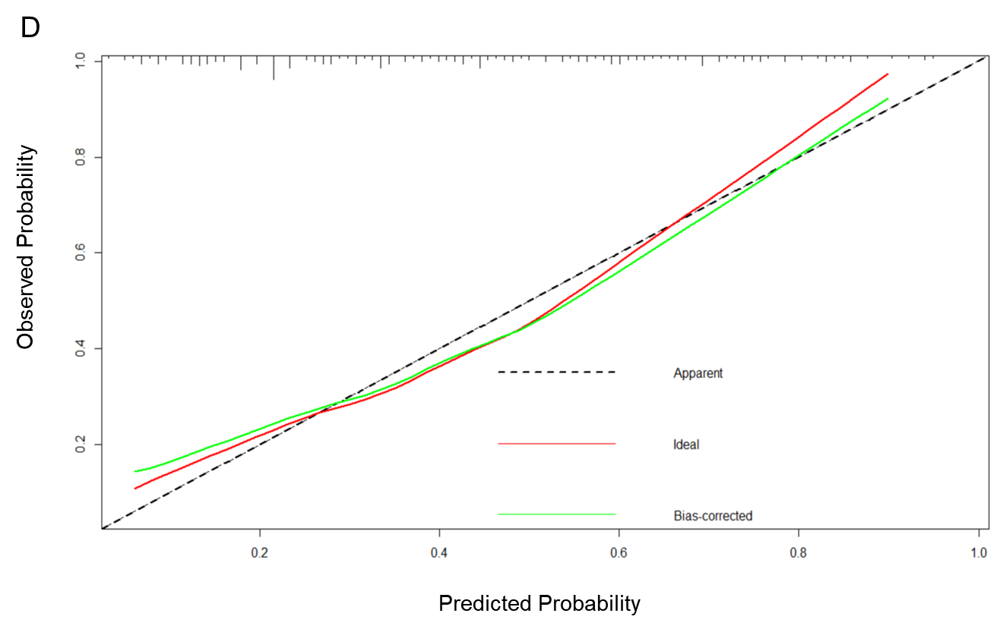 D
Observed Probability
1.0
0.8
0.6
0.4
0.2
Apparent
Ideal
Bias-corrected
0.2 0.4 0.6 0.8 1.0
Predicted Probability